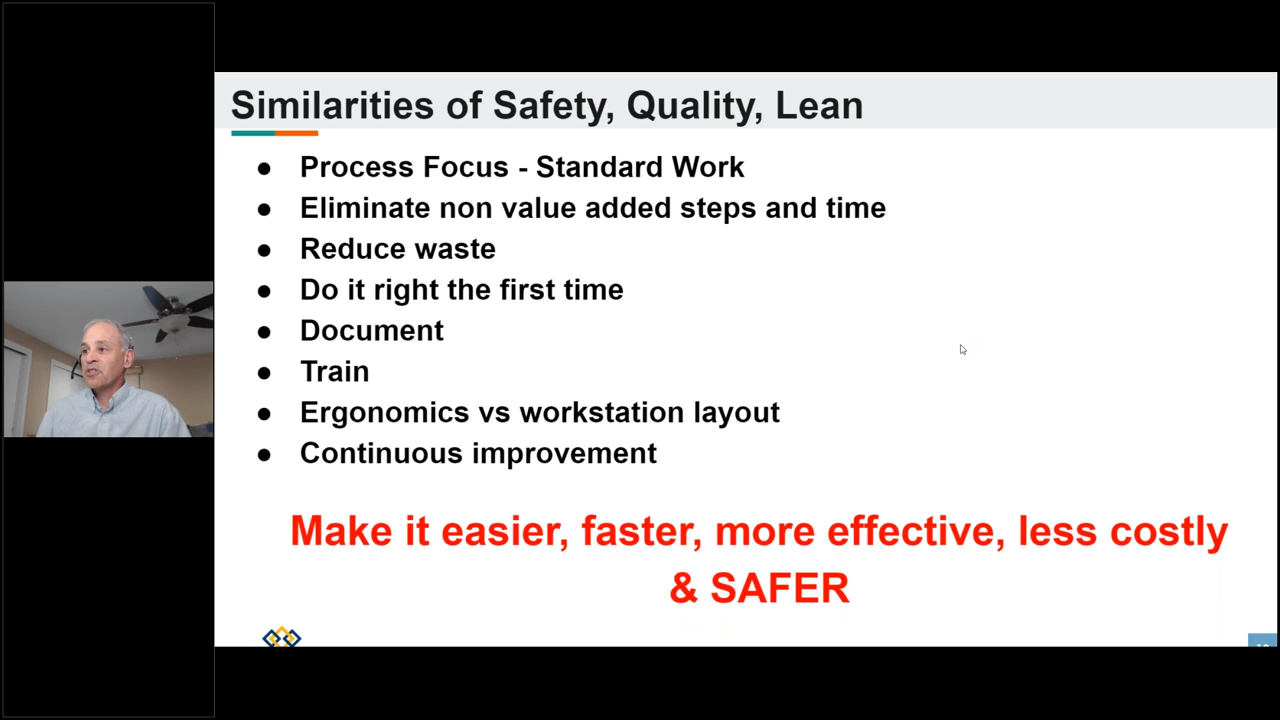 Similarities of Safety, Quality, Lean
● Process Focus - Standard Work
● Eliminate non value added steps and time
● Reduce waste
● Do it right the first time
● Document
● Train
● Ergonomics vs workstation layout
● Continuous improvement
Make it easier, faster, more effective, less costly
& SAFER